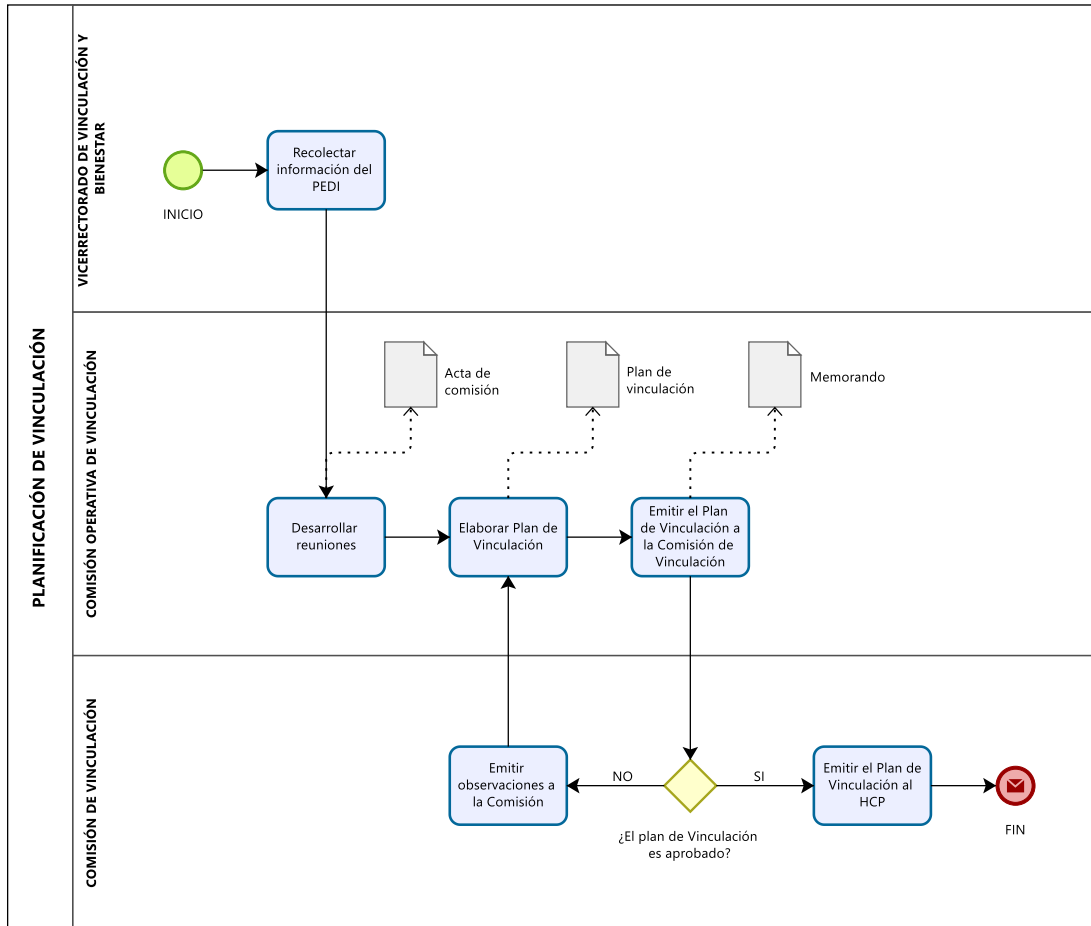 PLANIFICACIÓN DE VINCULACIÓN
VICERRECTORADO DE VINCULACIÓN Y
BIENESTAR
INICIO
Recolectar
información del
PEDI
COMISIÓN OPERATIVA DE VINCULACIÓN
Acta de
comisión
Plan de
vinculación
Memorando
Desarrollar
reuniones
Elaborar Plan de
Vinculación
Emitir el Plan
de Vinculación a
la Comisión de
Vinculación
COMISIÓN DE VINCULACIÓN
Emitir
observaciones a
la Comisión
NO
SI
¿El plan de Vinculación
es aprobado?
Emitir el Plan de
Vinculación al
HCP
FIN